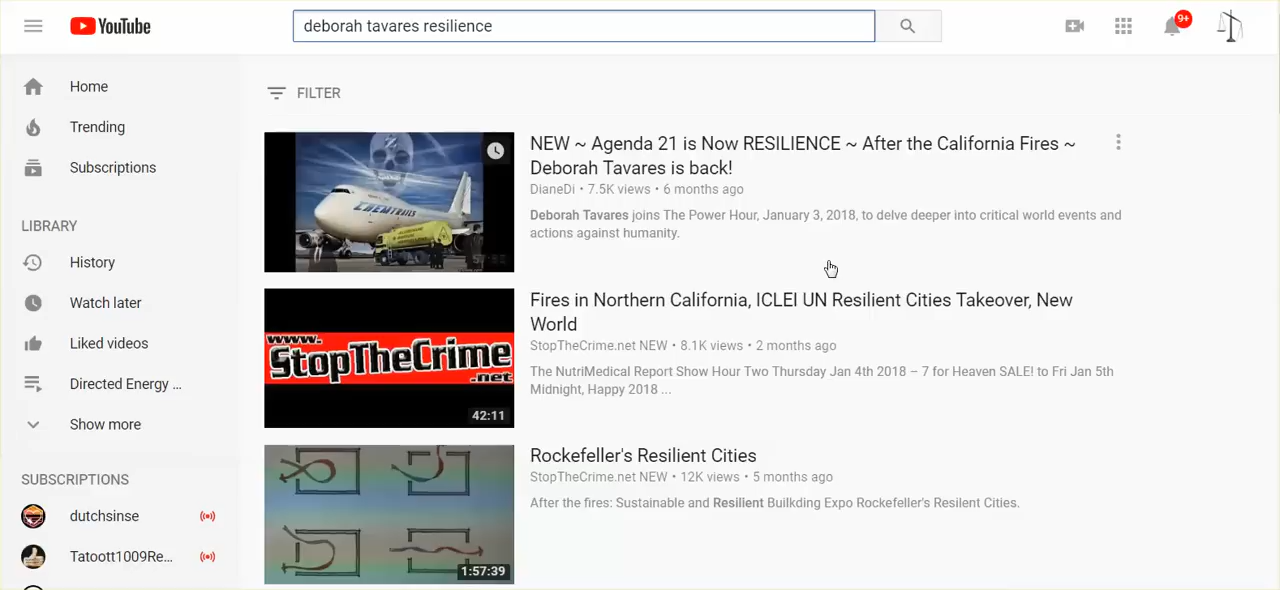 YouTube
deborah tavares resilience
9+
Home
Trending
Subscriptions
LIBRARY
History
Watch later
Liked videos
Directed Energy ...
Show more
SUBSCRIPTIONS
dutchsinse
Tatoott1009Re...
FILTER
CHEMTRAILS
NEW ~ Agenda 21 is Now RESILIENCE ~ After the California Fires ~
Deborah Tavares is back!
DianeDi • 7.5K views • 6 months ago
Deborah Tavares joins The Power Hour, January 3, 2018, to delve deeper into critical world events and
actions against humanity.
www.
StopTheCrime
.net
42:11
Fires in Northern California, ICLEI UN Resilient Cities Takeover, New
World
StopTheCrime.net NEW • 8.1K views • 2 months ago
The NutriMedical Report Show Hour Two Thursday Jan 4th 2018 – 7 for Heaven SALE! to Fri Jan 5th
Midnight, Happy 2018 ...
1:57:39
Rockefeller's Resilient Cities
StopTheCrime.net NEW • 12K views • 5 months ago
After the fires: Sustainable and Resilient Builkding Expo Rockefeller's Resilent Cities.